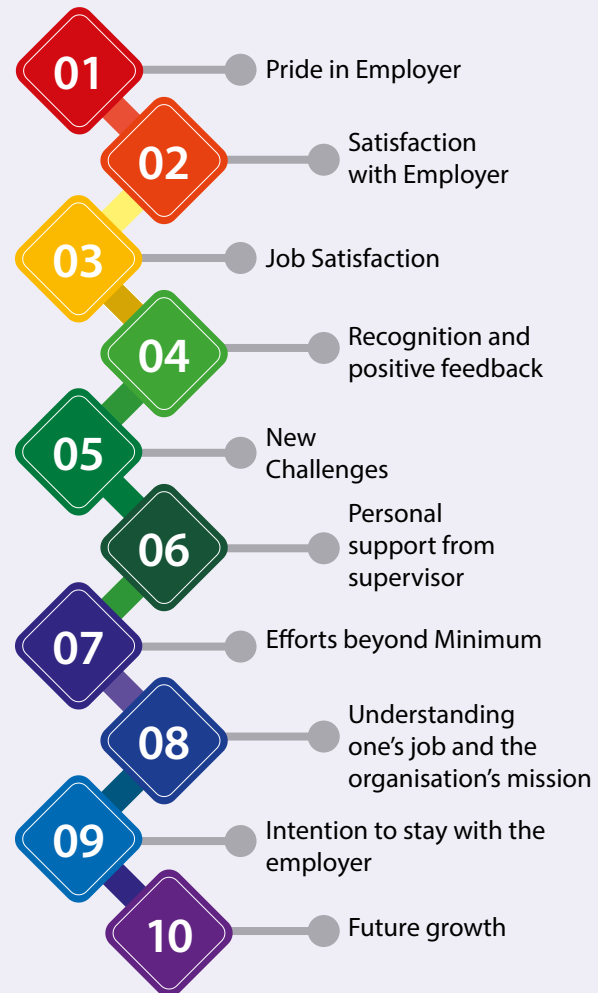 01
Pride in Employer
02
Satisfaction
with Employer
03
Job Satisfaction
04
Recognition and
positive feedback
05
New
Challenges
06
Personal
support from
supervisor
07
Efforts beyond Minimum
08
Understanding
one's job and the
organisation's mission
09
Intention to stay with the
employer
10
Future growth